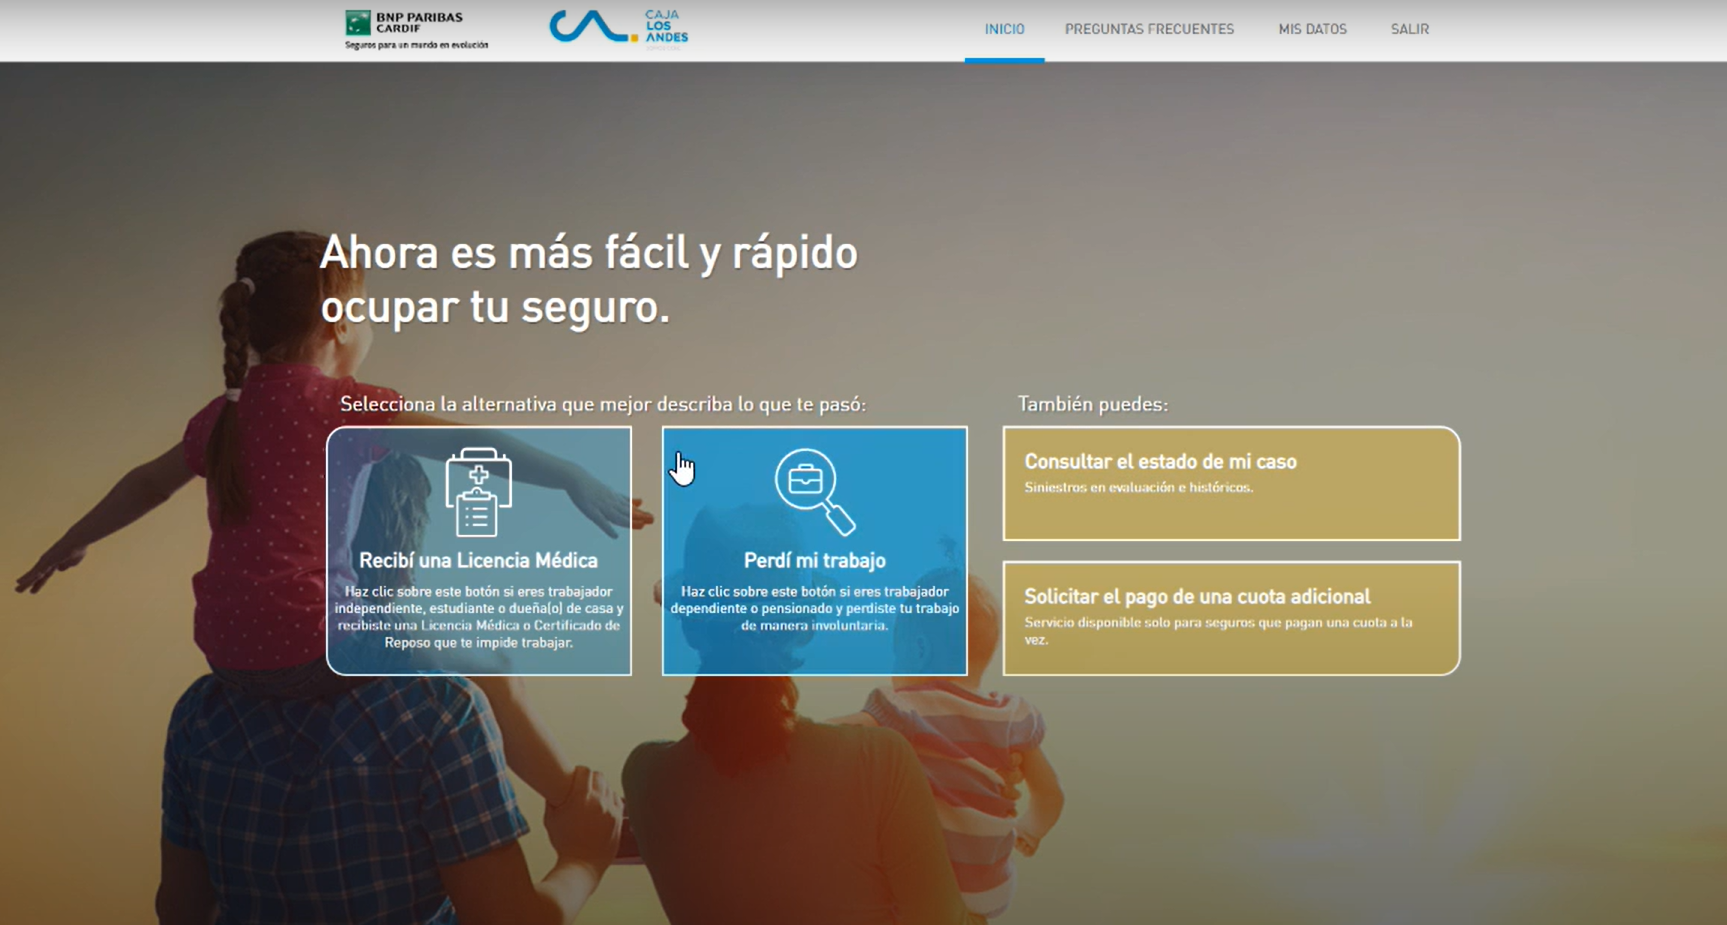 BNP PARIBAS
CARDIF
Seguros para un mundo en evolución
CAJA
LOS
ANDES
INICIO
PREGUNTAS FRECUENTES
MIS DATOS
SALIR
Ahora es más fácil y rápido
ocupar tu seguro.
Selecciona la alternativa que mejor describa lo que te pasó:
Recibí una Licencia Médica
Haz clic sobre este botón si eres trabajador
independiente, estudiante o dueña(o) de casa y
recibiste una Licencia Médica o Certificado de
Reposo que te impide trabajar.
Perdí mi trabajo
Haz clic sobre este botón si eres trabajador
dependiente o pensionado y perdiste tu trabajo
de manera involuntaria.
También puedes:
Consultar el estado de mi caso
Siniestros en evaluación e históricos.
Solicitar el pago de una cuota adicional
Servicio disponible solo para seguros que pagan una cuota a la
vez.